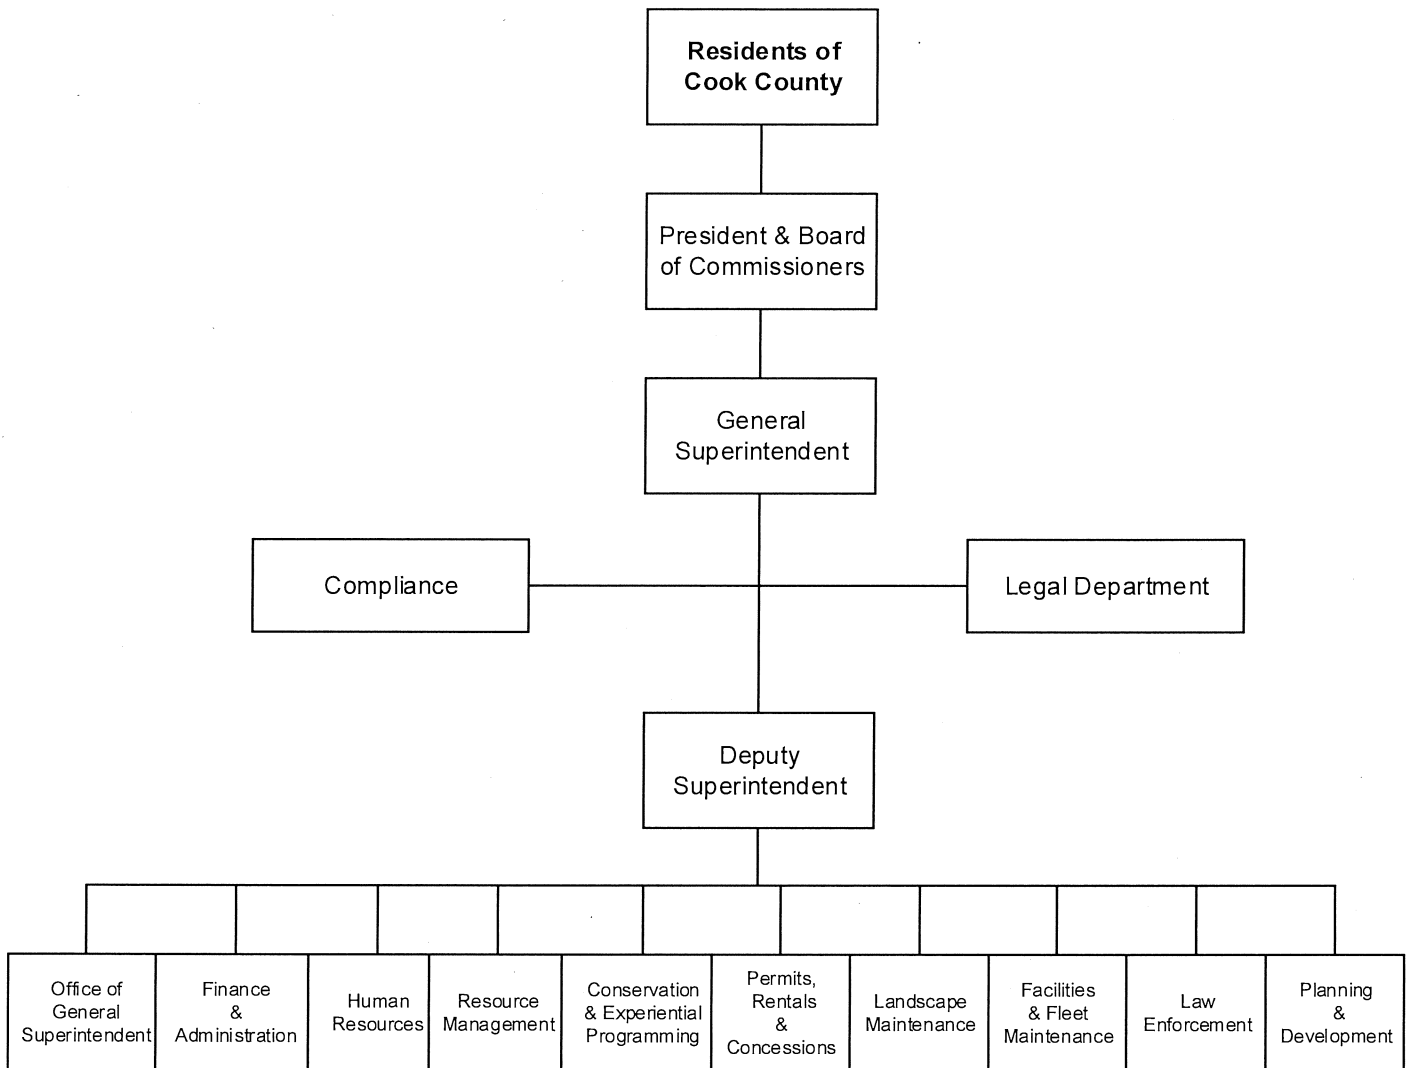 Residents of
Cook County
President & Board
of Commissioners
General
Superintendent
Compliance
Legal Department
Deputy
Superintendent
Office of
General
Superintendent
Finance
&
Administration
Human
Resources
Resource
Management
Conservation
& Experiential
Programming
Permits,
Rentals
&
Concessions
Landscape
Maintenance
Facilities
& Fleet
Maintenance
Law
Enforcement
Planning
&
Development